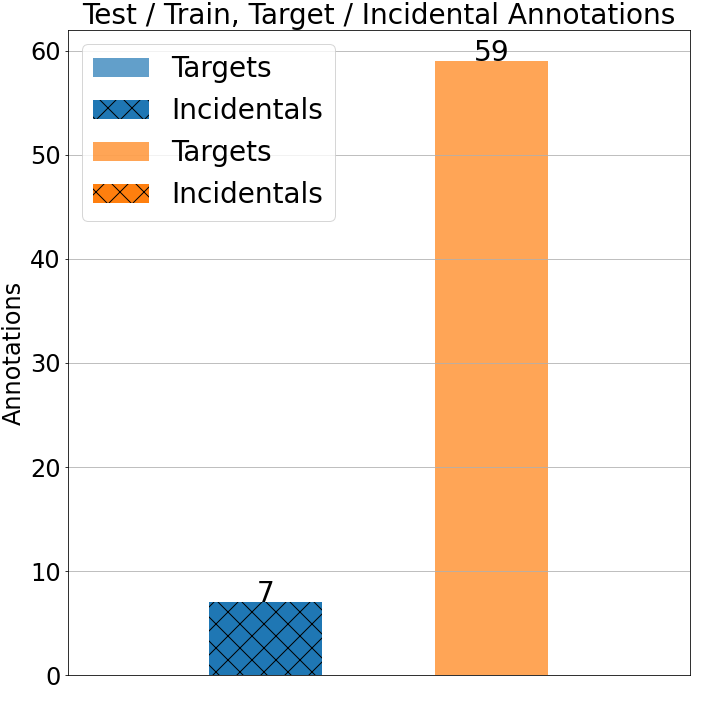 Test / Train, Target / Incidental Annotations
60
50
40
30
20
10
0
Annotations
Targets
Incidentals
Targets
Incidentals
59
7